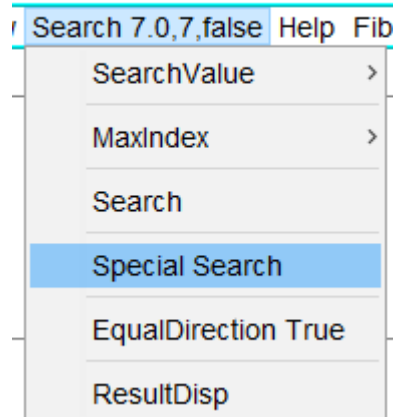 Search 7.0,7,false Help Fib
SearchValue
MaxIndex
Search
Special Search
EqualDirection True
ResultDisp